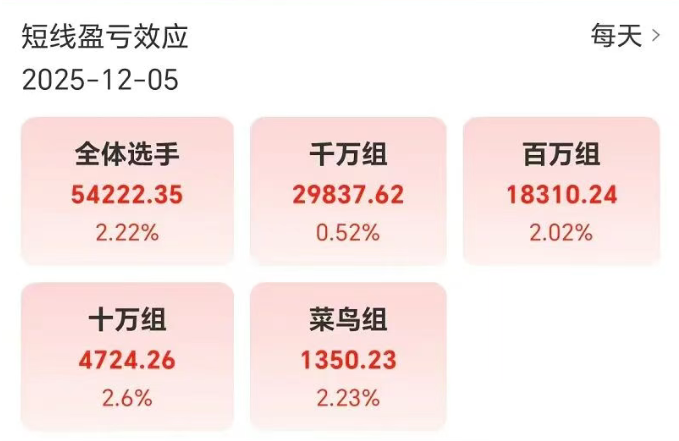 短线盈亏效应
每天 >
2025-12-05
全体选手
54222.35
2.22%
千万组
29837.62
0.52%
百万组
18310.24
2.02%
十万组
4724.26
2.6%
菜鸟组
1350.23
2.23%